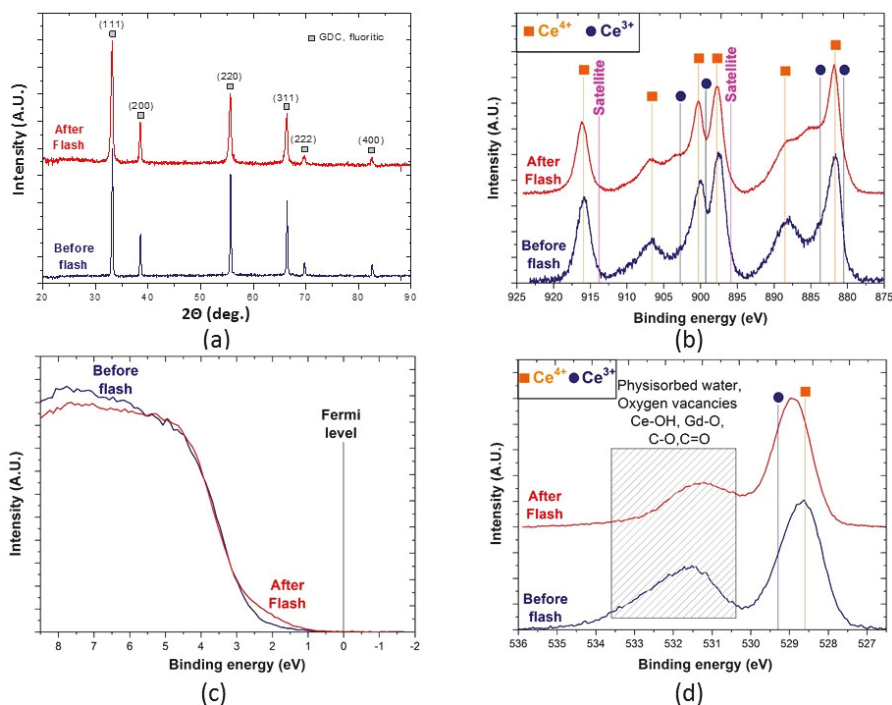 (111)
GDC, fluoritic
(220)
(311)
(200)
(222)
(400)
After
Flash
Before
flash
Intensity (A.U.)
20 30 40 50 60 70 80 90
2Θ (deg.)
(a)
Ce4+ Ce3+
Satellite
Satellite
After
Flash
Before
flash
Intensity (A.U.)
925 915 910 905 900 895 890 885 880 875
Binding energy (eV)
(b)
Before
flash
Fermi
level
After
Flash
Intensity (A.U.)
8 7 6 5 4 3 2 1 0 -1 -2
Binding energy (eV)
(c)
Ce4+ Ce3+
Physisorbed water,
Oxygen vacancies
Ce-OH, Gd-O,
C-O,C=O
After
Flash
Before
flash
Intensity (A.U.)
536 534 533 532 531 530 529 528 527
Binding energy (eV)
(d)